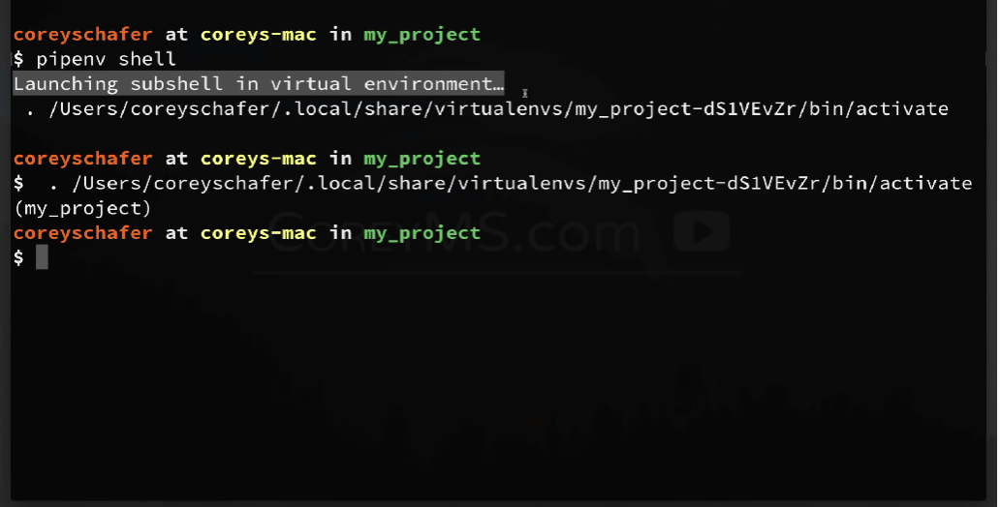 coreyschafer at coreys-mac in my_project
$ pipenv shell
Launching subshell in virtual environment…
. /Users/coreyschafer/.local/share/virtualenvs/my_project-dS1VEvZr/bin/activate
coreyschafer at coreys-mac in my_project
$  . /Users/coreyschafer/.local/share/virtualenvs/my_project-dS1VEvZr/bin/activate
(my_project)
coreyschafer at coreys-mac in my_project
$
CoreyMS.com